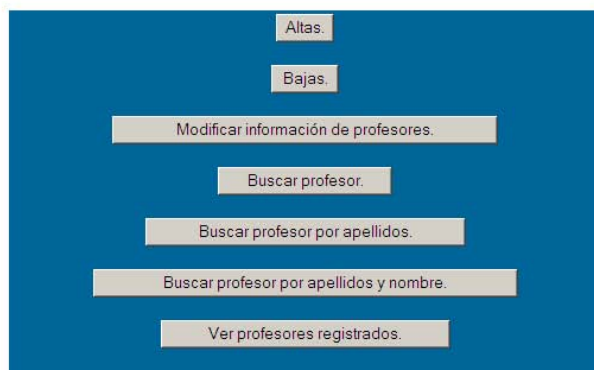 Altas.
Bajas.
Modificar información de profesores.
Buscar profesor.
Buscar profesor por apellidos.
Buscar profesor por apellidos y nombre.
Ver profesores registrados.